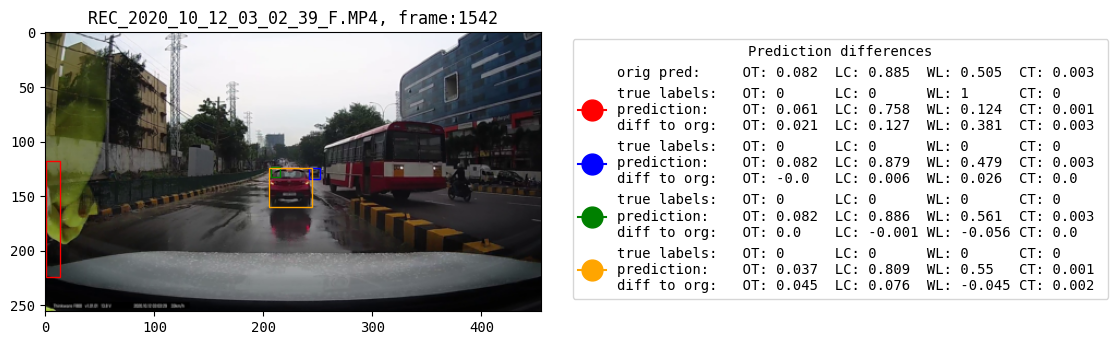 REC_2020_10_12_03_02_39_F.MP4, frame:1542
0
50
100
150
200
250
0 100 200 300 400
Prediction differences
orig pred: OT: 0.082 LC: 0.885 WL: 0.505 CT: 0.003
true labels: OT: 0 LC: 0 WL: 1 CT: 0
prediction: OT: 0.061 LC: 0.758 WL: 0.124 CT: 0.001
diff to org: OT: 0.021 LC: 0.127 WL: 0.381 CT: 0.003
true labels: OT: 0 LC: 0 WL: 0 CT: 0
prediction: OT: 0.082 LC: 0.879 WL: 0.479 CT: 0.003
diff to org: OT: -0.0 LC: 0.006 WL: 0.026 CT: 0.0
true labels: OT: 0 LC: 0 WL: 0 CT: 0
prediction: OT: 0.082 LC: 0.886 WL: 0.561 CT: 0.003
diff to org: OT: 0.0 LC: -0.001 WL: -0.056 CT: 0.0
true labels: OT: 0 LC: 0 WL: 0 CT: 0
prediction: OT: 0.037 LC: 0.809 WL: 0.55 CT: 0.001
diff to org: OT: 0.045 LC: 0.076 WL: -0.045 CT: 0.002